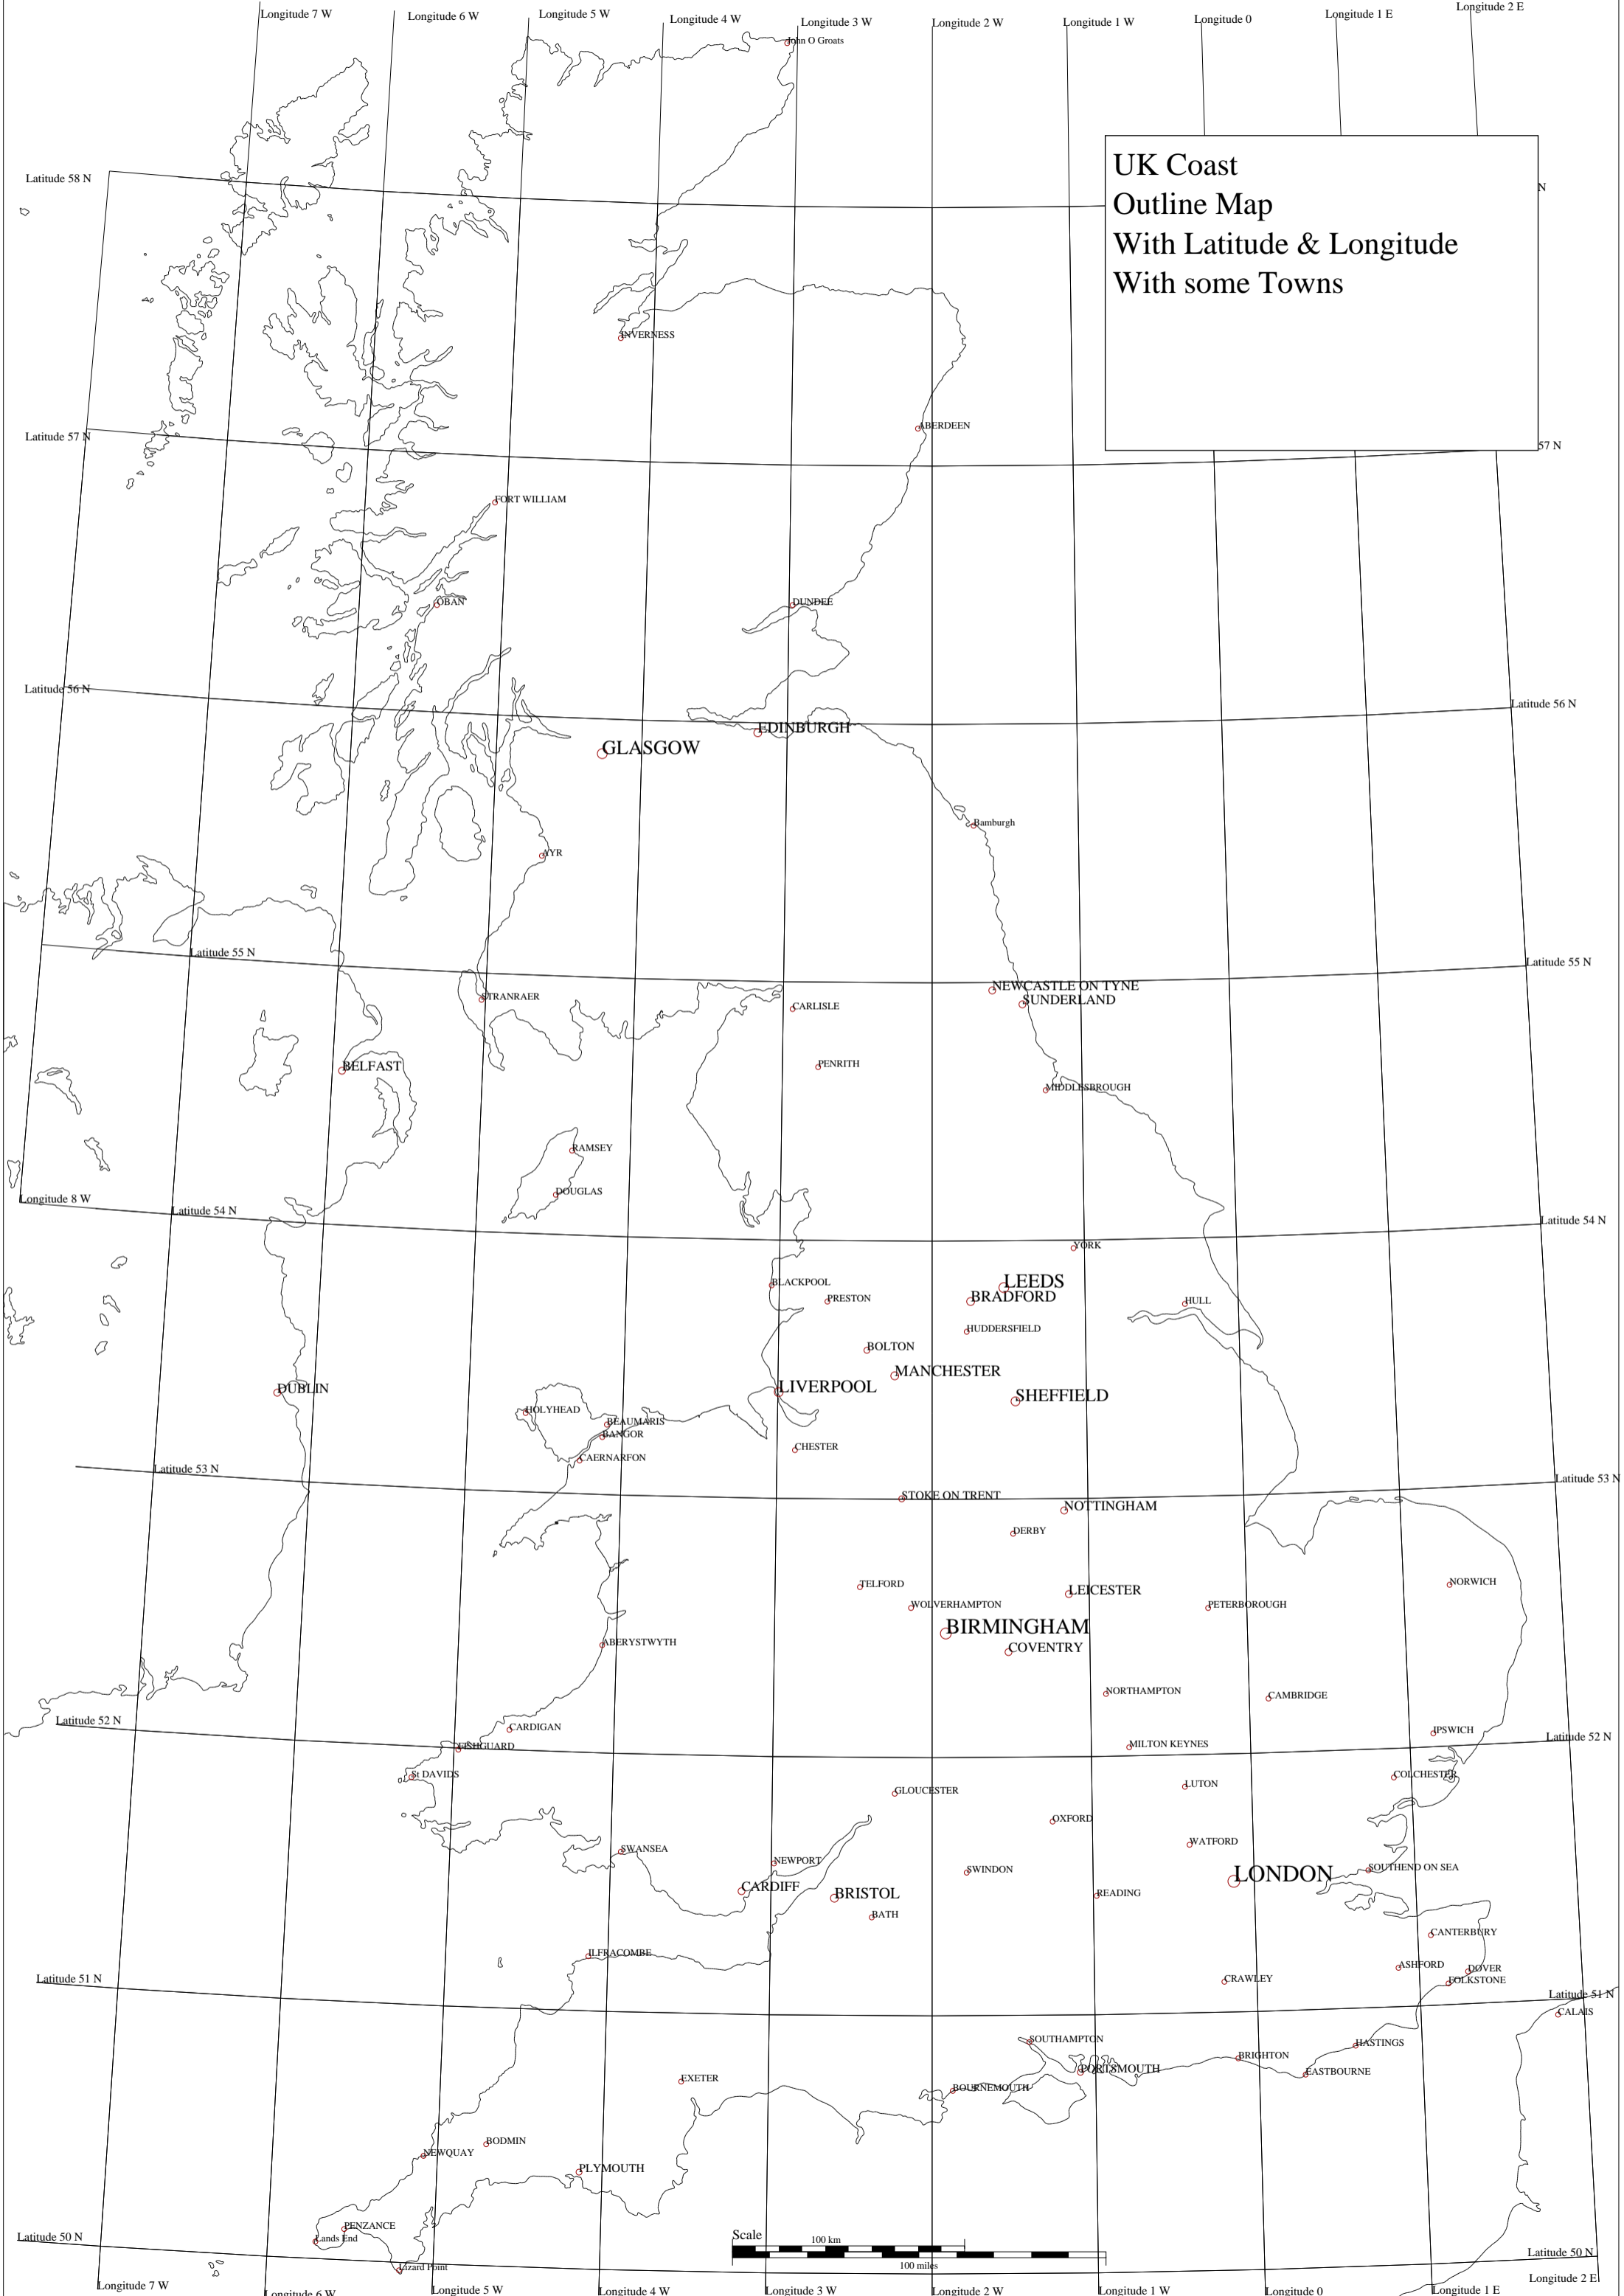 Longitude 7 W
Longitude 6 W
Longitude 5 W
Longitude 4 W
Longitude 3 W
Longitude 2 W
Longitude 1 W
Longitude 0
Longitude 1 E
Longitude 2 E
John O Groats
UK Coast
Outline Map
With Latitude & Longitude
With some Towns
Latitude 58 N
N
INVERNESS
ABERDEEN
Latitude 57 N
57 N
FORT WILLIAM
OBAN
DUNDEE
Latitude 56 N
Latitude 56 N
EDINBURGH
GLASGOW
Bamburgh
AYR
Latitude 55 N
Latitude 55 N
NEWCASTLE ON TYNE
STRANRAER
SUNDERLAND
CARLISLE
BELFAST
PENRITH
MIDDLESBROUGH
RAMSEY
DOUGLAS
Longitude 8 W
Latitude 54 N
Latitude 54 N
YORK
BLACKPOOL
LEEDS
PRESTON
BRADFORD
HULL
HUDDERSFIELD
BOLTON
MANCHESTER
DUBLIN
LIVERPOOL
SHEFFIELD
HOLYHEAD
BEAUMARIS
BANGOR
CHESTER
CAERNARFON
Latitude 53 N
Latitude 53 N
STOKE ON TRENT
NOTTINGHAM
DERBY
TELFORD
LEICESTER
NORWICH
WOLVERHAMPTON
PETERBOROUGH
BIRMINGHAM
ABERYSTWYTH
COVENTRY
NORTHAMPTON
CAMBRIDGE
Latitude 52 N
CARDIGAN
IPSWICH
Latitude 52 N
FISHGUARD
MILTON KEYNES
St DAVIDS
COLCHESTER
GLOUCESTER
LUTON
OXFORD
WATFORD
SWANSEA
NEWPORT
SWINDON
SOUTHEND ON SEA
LONDON
CARDIFF
BRISTOL
READING
BATH
CANTERBURY
ILFRACOMBE
ASHFORD
DOVER
Latitude 51 N
CRAWLEY
FOLKSTONE
Latitude 51 N
CALAIS
SOUTHAMPTON
HASTINGS
BRIGHTON
PORTSMOUTH
EASTBOURNE
EXETER
BOURNEMOUTH
BODMIN
NEWQUAY
PLYMOUTH
PENZANCE
Lands End
Latitude 50 N
Scale
100 km
100 miles
Latitude 50 N
Lizard Point
Longitude 2 E
Longitude 7 W
Longitude 6 W
Longitude 5 W
Longitude 4 W
Longitude 3 W
Longitude 2 W
Longitude 1 W
Longitude 0
Longitude 1 E